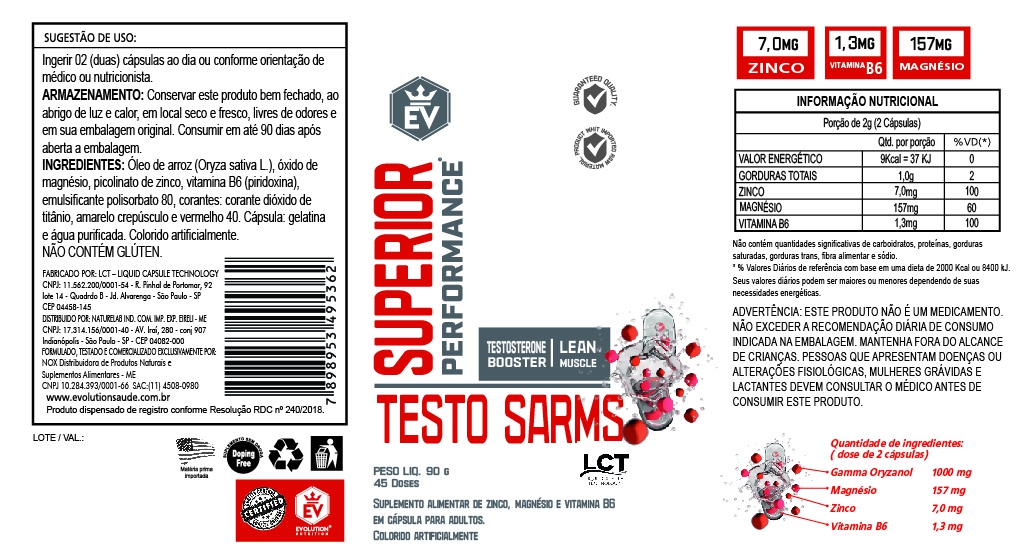 SUGESTÃO DE USO:
Ingerir 02 (duas) cápsulas ao dia ou conforme orientação de
médico ou nutricionista.
ARMAZENAMENTO: Conservar este produto bem fechado, ao
abrigo de luz e calor, em local seco e fresco, livres de odores e
em sua embalagem original. Consumir em até 90 dias após
aberta a embalagem.
INGREDIENTES: Óleo de arroz (Oryza sativa L.), óxido de
magnésio, picolinato de zinco, vitamina B6 (piridoxina),
emulsificante polisorbato 80, corantes: corante dióxido de
titânio, amarelo crepúsculo e vermelho 40. Cápsula: gelatina
e água purificada. Colorido artificialmente.
NÃO CONTÉM GLÚTEN.
FABRICADO POR: LCT – LIQUID CAPSULE TECHNOLOGY
CNPJ: 11.562.200/0001-54 - R. Pinhal de Portomar, 92
lote 14 - Quadrdo B - Jd. Alvarenga - São Paulo - SP
CEP 04458-145
DISTRIBUIDO POR: NATURELAB IND. COM. IMP. EXP. EIRELI - ME
CNPJ: 17.314.156/0001-40 - AV. Iraí, 280 - conj 907
Indianópolis - São Paulo - SP - CEP 04082-000
FORMULADO, TESTADO E COMERCIALIZADO EXCLUSIVAMENTE POR:
NOX Distribuidora de Produtos Naturais e
Suplementos Alimentares - ME
CNPJ 10.284.393/0001-66 SAC:(11) 4508-0980
www.evolutionsaude.com.br
Produto dispensado de registro conforme Resolução RDC nº 240/2018.
7 898953 495362
LOTE / VAL.:
Matéria prima
importada
Doping
Free
CERTIFIED
EV
EVOLUTION®
NUTRITION
EV
GUARANTEED QUALITY.
PRODUCT WHIT IMPORTED RAW MATERIAL.
SUPERIOR®
PERFORMANCE
TESTOSTERONE
BOOSTER
LEAN
MUSCLE
TESTO SARMS
PESO LIQ. 90 G
45 DOSES
LCT
SUPLEMENTO ALIMENTAR DE ZINCO, MAGNÉSIO E VITAMINA B6
EM CÁPSULA PARA ADULTOS.
COLORIDO ARTIFICIALMENTE
7,0MG
ZINCO
1,3MG
VITAMINA B6
157MG
MAGNÉSIO
INFORMAÇÃO NUTRICIONAL
Porção de 2g (2 Cápsulas)
Qtd. por porção %VD(*)
VALOR ENERGÉTICO 9Kcal = 37 KJ 0
GORDURAS TOTAIS 1,0g 2
ZINCO 7,0mg 100
MAGNÉSIO 157mg 60
VITAMINA B6 1,3mg 100
Não contém quantidades significativas de carboidratos, proteínas, gorduras
saturadas, gorduras trans, fibra alimentar e sódio.
* % Valores Diários de referência com base em uma dieta de 2000 Kcal ou 8400 kJ.
Seus valores diários podem ser maiores ou menores dependendo de suas
necessidades energéticas.
ADVERTÊNCIA: ESTE PRODUTO NÃO É UM MEDICAMENTO.
NÃO EXCEDER A RECOMENDAÇÃO DIÁRIA DE CONSUMO
INDICADA NA EMBALAGEM. MANTENHA FORA DO ALCANCE
DE CRIANÇAS. PESSOAS QUE APRESENTAM DOENÇAS OU
ALTERAÇÕES FISIOLÓGICAS, MULHERES GRÁVIDAS E
LACTANTES DEVEM CONSULTAR O MÉDICO ANTES DE
CONSUMIR ESTE PRODUTO.
Quantidade de ingredientes:
( dose de 2 cápsulas)
Gamma Oryzanol 1000 mg
Magnésio 157 mg
Zinco 7,0 mg
Vitamina B6 1,3 mg